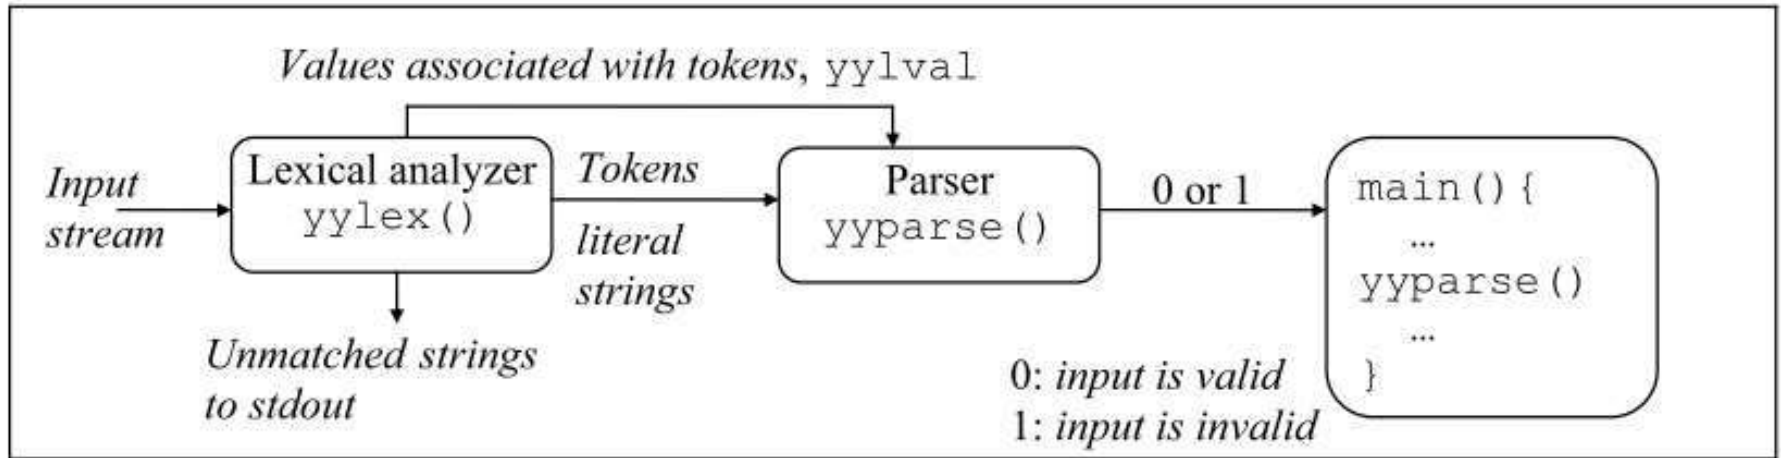 Values associated with tokens, yylval
Input
stream
Lexical analyzer
yylex()
Tokens
literal
strings
Parser
yyparse()
0 or 1
main(){
…
yyparse()
…
}
Unmatched strings
to stdout
0: input is valid
1: input is invalid